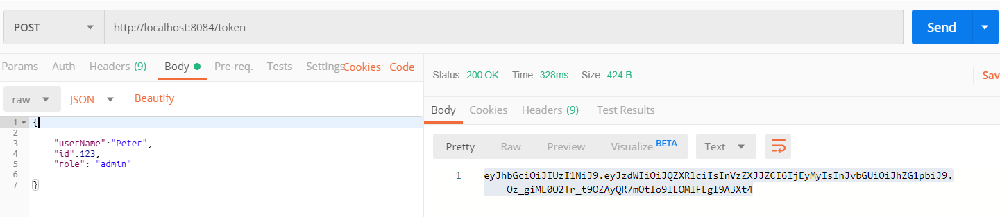 POST http://localhost:8084/token Send
Params Auth Headers (9) Body Pre-req. Tests Settings Cookies Code
raw JSON Beautify
1 {
2
3 "userName":"Peter",
4 "id":123,
5 "role": "admin"
6
7 }
Status: 200 OK Time: 328ms Size: 424 B Sav
Body Cookies Headers (9) Test Results
Pretty Raw Preview Visualize BETA Text
1 eyJhbGciOiJIUzI1NiJ9.eyJzdWIiOiJQZXRlciIsInVzZXJJZCI6IjEyMyIsInJvbGUiOiJhZG1pbiJ9.
Oz_giME0O2Tr_t9OZAyQR7mOtlo9IEOMlFLgI9A3Xt4